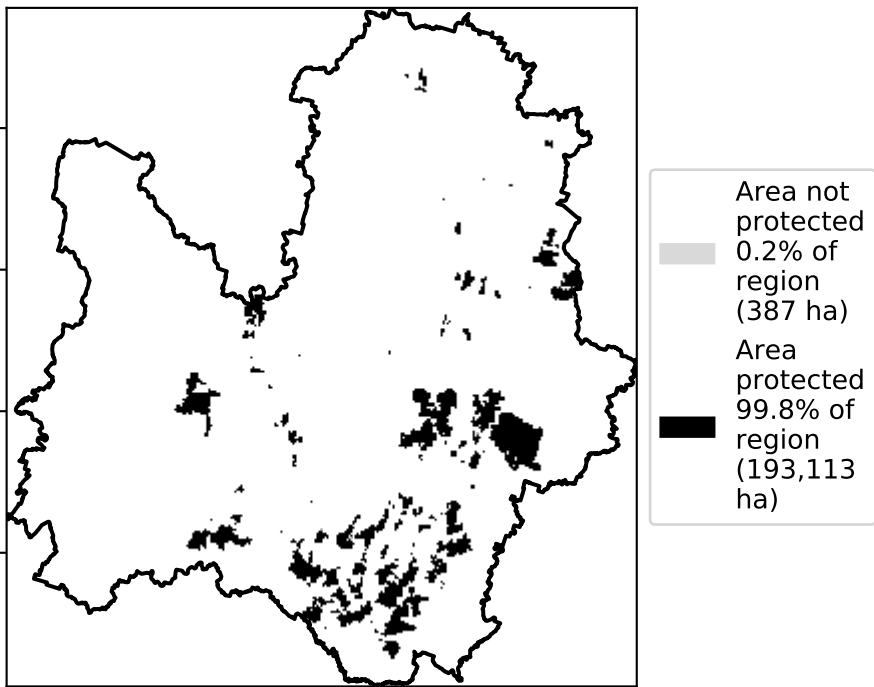 Area not
protected
0.2% of
region
(387 ha)
Area
protected
99.8% of
region
(193,113
ha)